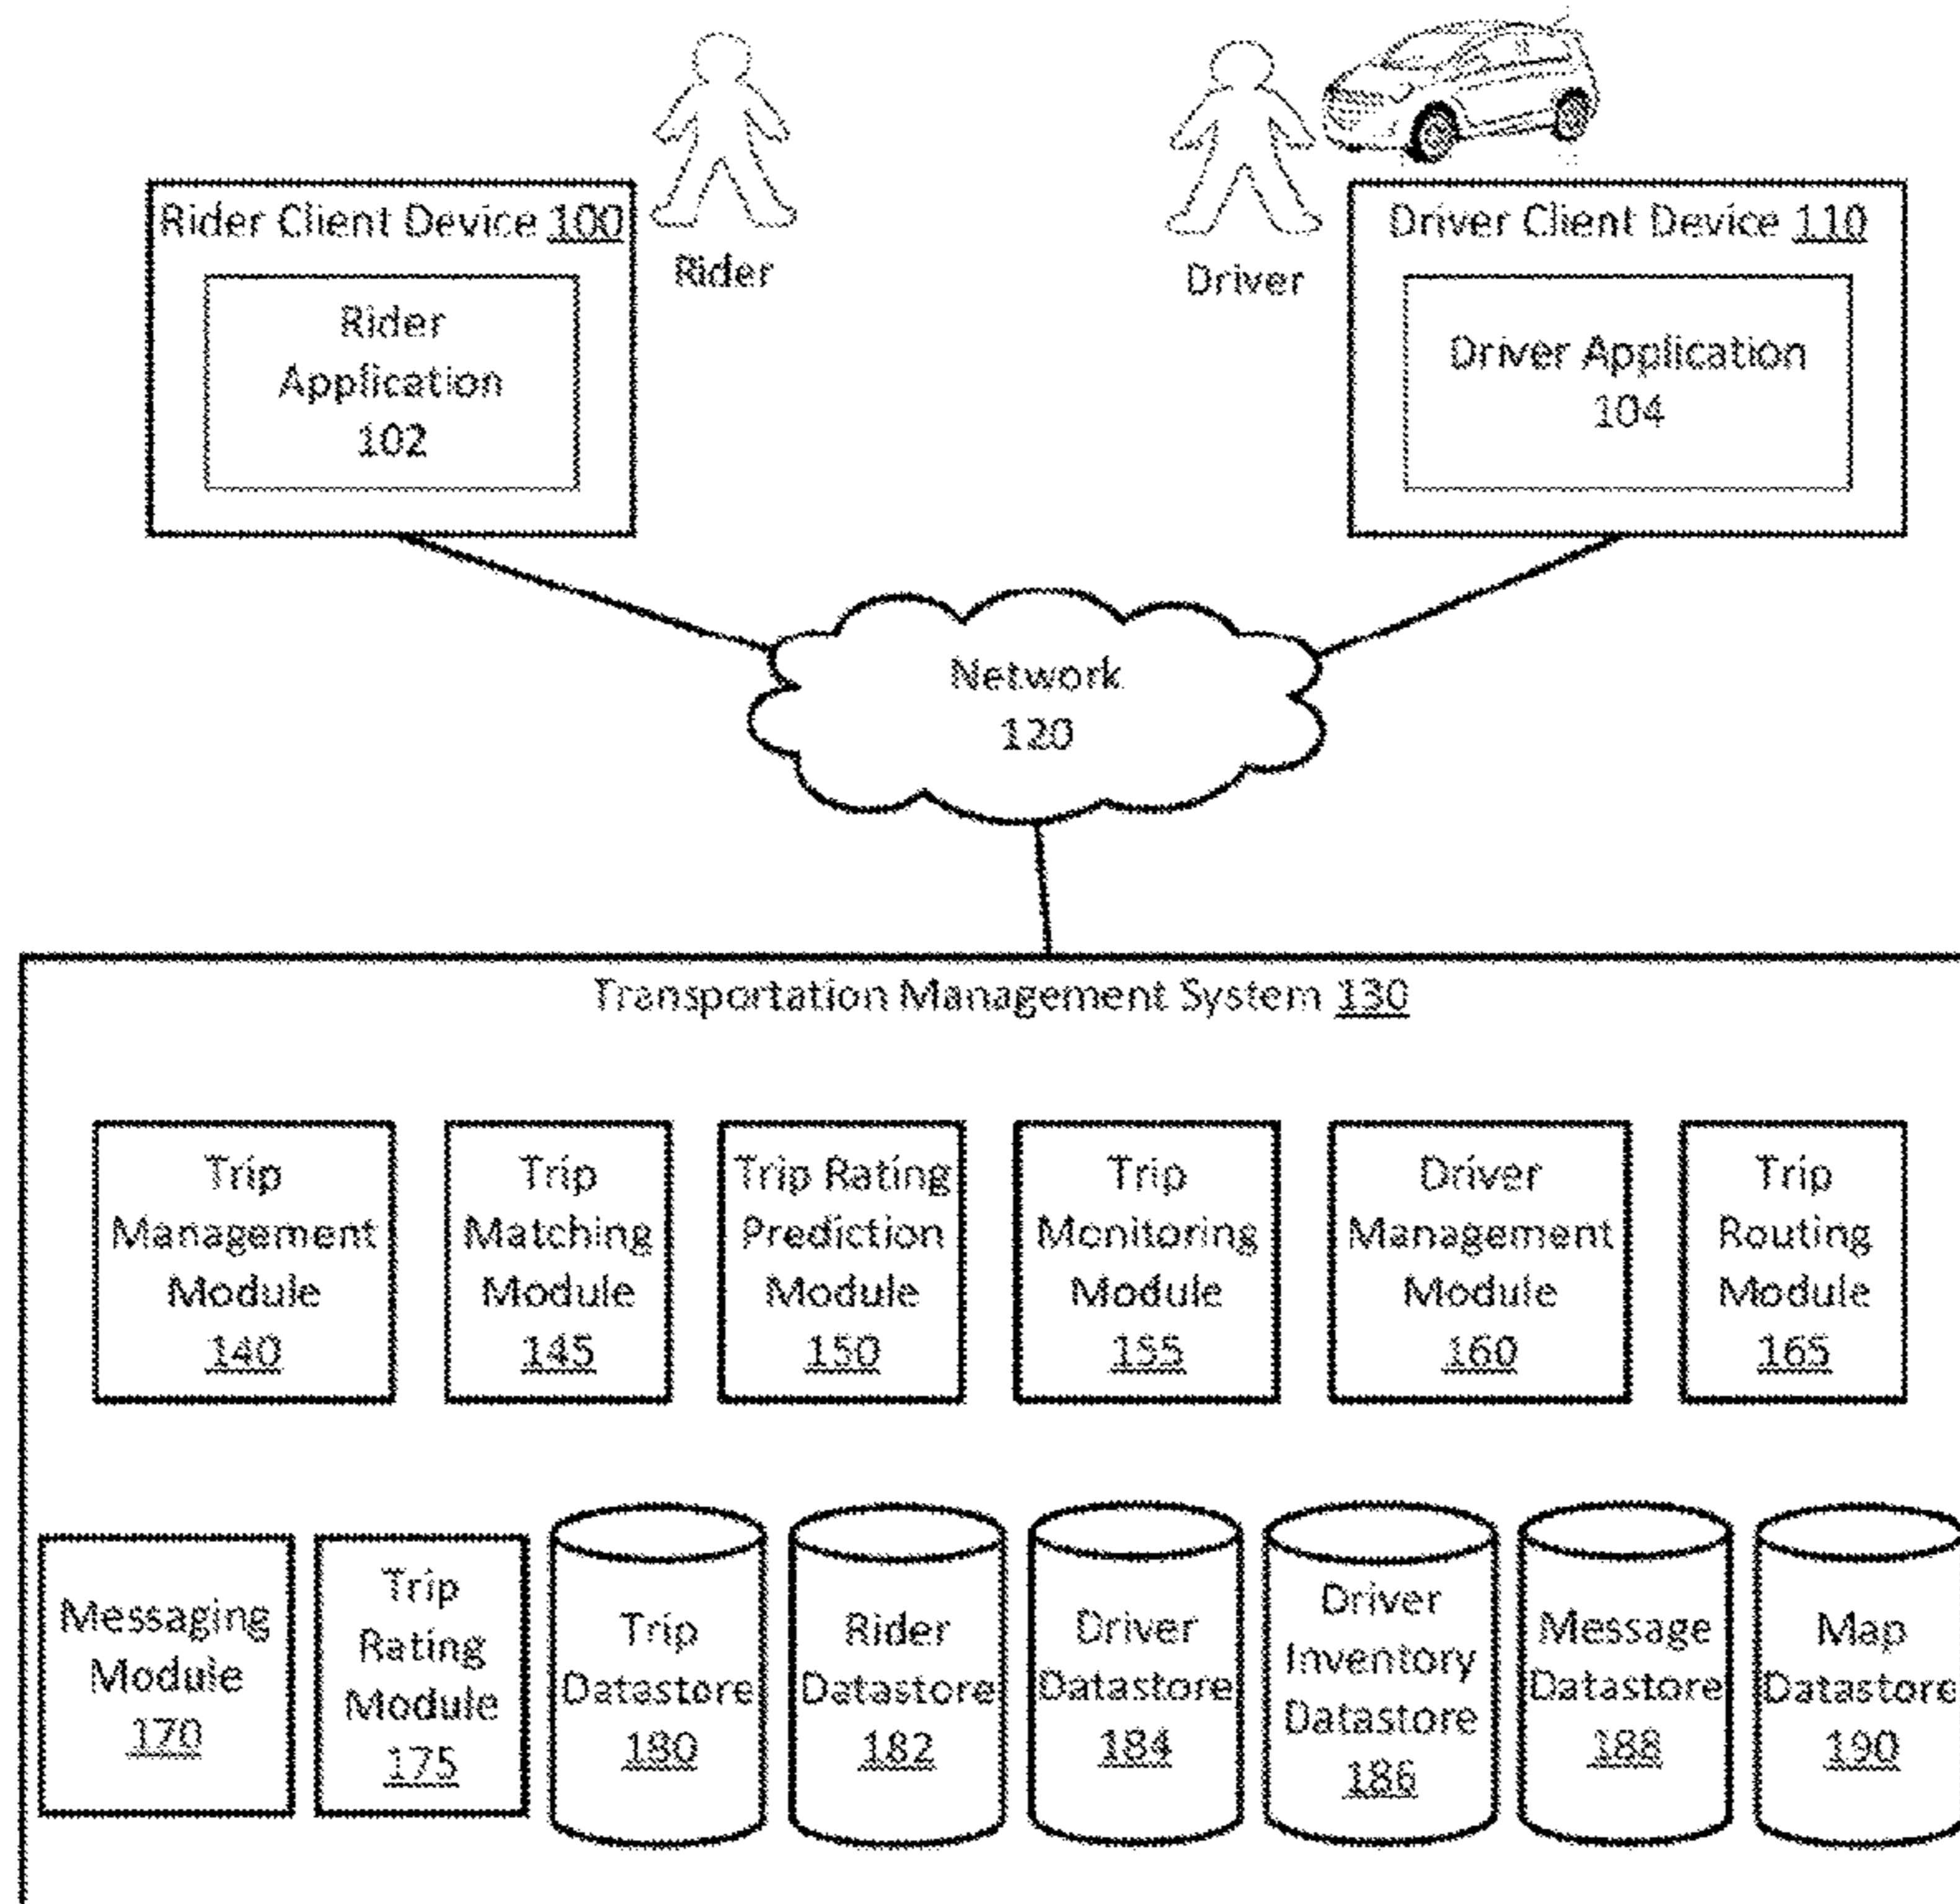 Rider Client Device 100
Rider
Application
102
Rider
Driver
Driver Client Device 110
Driver Application
104
Network
120
Transportation Management System 130
Trip
Management
Module
140
Trip
Matching
Module
145
Trip Rating
Prediction
Module
150
Trip
Monitoring
Module
155
Driver
Management
Module
160
Trip
Routing
Module
165
Messaging
Module
170
Trip
Rating
Module
175
Trip
Datastore
180
Rider
Datastore
182
Driver
Datastore
184
Driver
Inventory
Datastore
186
Message
Datastore
188
Map
Datastore
190